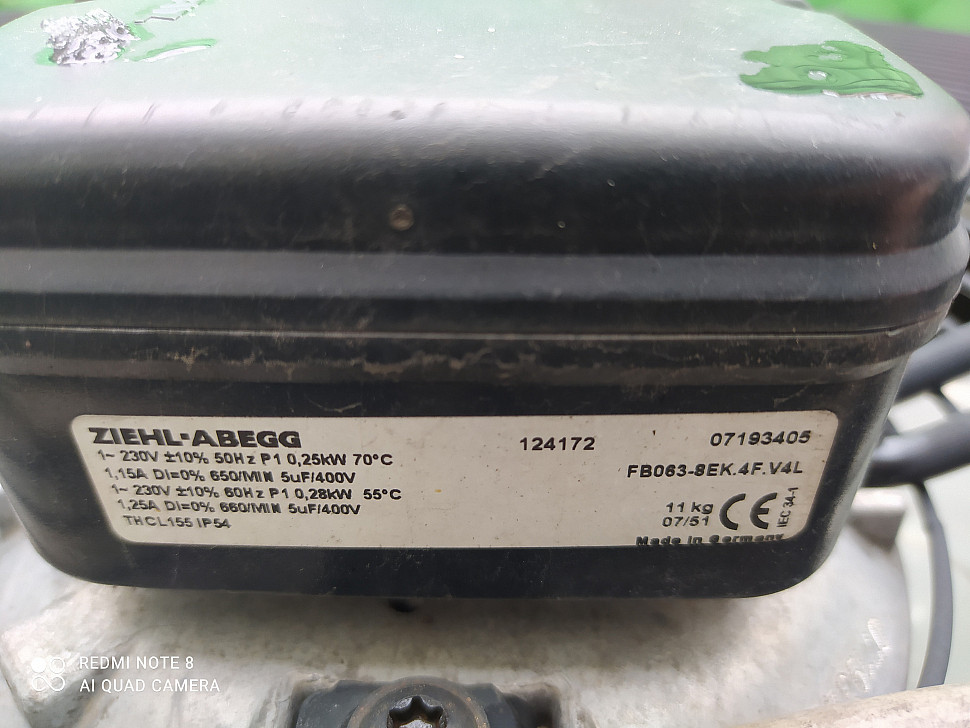 ZIEHL-ABEGG
124172
07193405
1~ 230V ±10% 50Hz P1 0,25kW 70°C
1,15A DI=0% 650/MIN 5uF/400V
1~ 230V ±10% 60Hz P1 0,28kW 55°C
1,25A DI=0% 660/MIN 5uF/400V
THCL155 IP54
FB063-8EK.4F.V4L
11 kg
07/51
CE
IEC 34-1
Made in Germany
REDMI NOTE 8
AI QUAD CAMERA